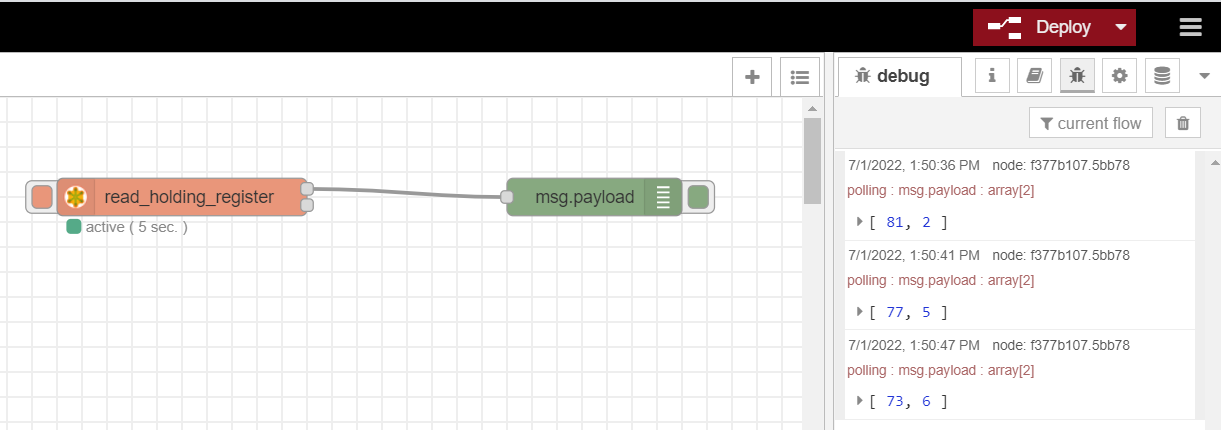 Deploy
debug
current flow
read_holding_register
active ( 5 sec. )
msg.payload
7/1/2022, 1:50:36 PM node: f377b107.5bb78
polling : msg.payload : array[2]
[ 81, 2 ]
7/1/2022, 1:50:41 PM node: f377b107.5bb78
polling : msg.payload : array[2]
[ 77, 5 ]
7/1/2022, 1:50:47 PM node: f377b107.5bb78
polling : msg.payload : array[2]
[ 73, 6 ]